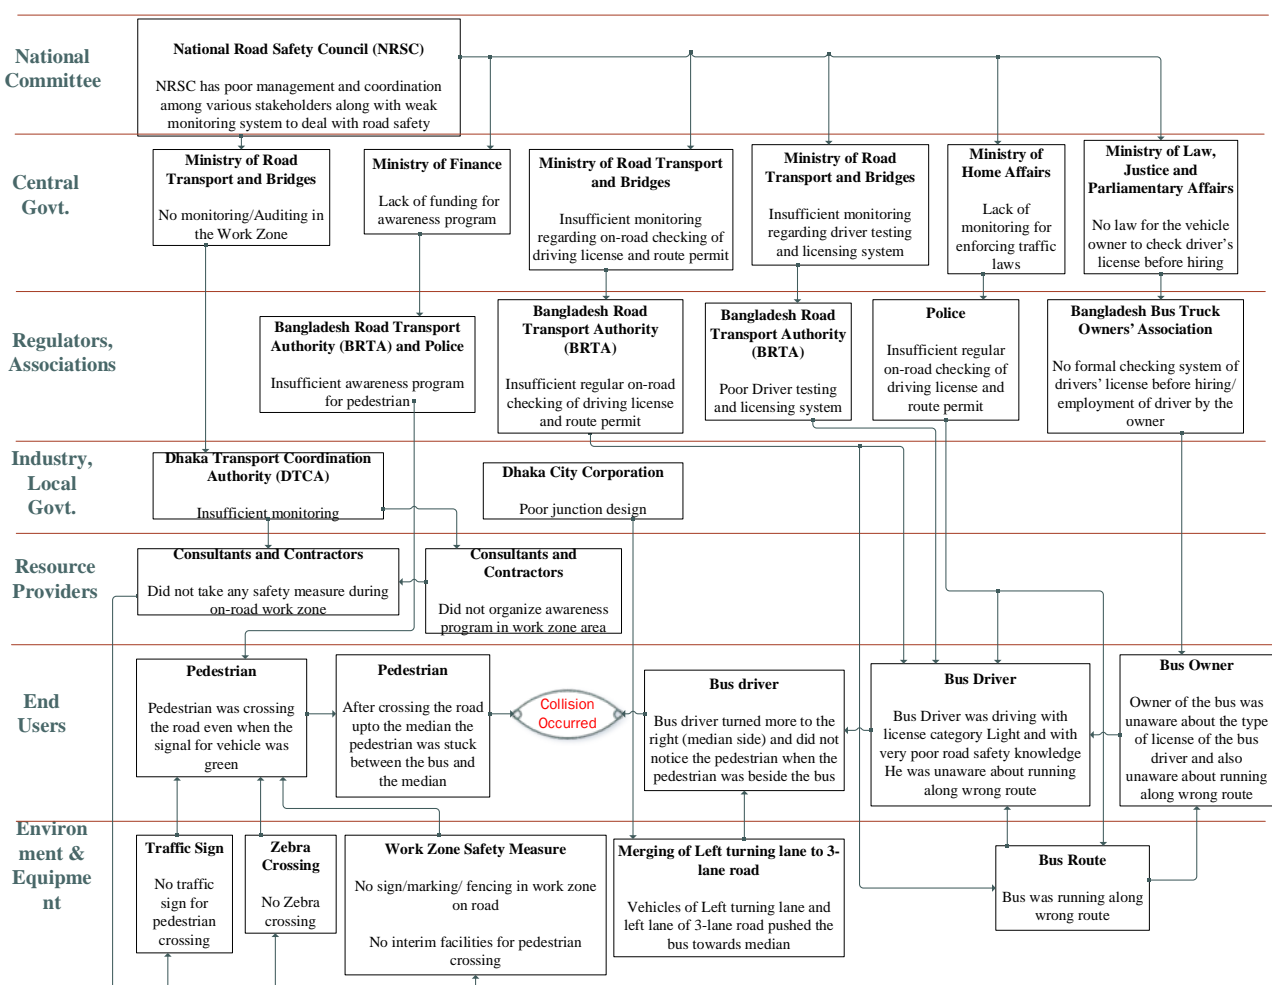 National
Committee
National Road Safety Council (NRSC)
NRSC has poor management and coordination
among various stakeholders along with weak
monitoring system to deal with road safety
Central
Govt.
Ministry of Road
Transport and Bridges
No monitoring/Auditing in
the Work Zone
Ministry of Finance
Lack of funding for
awareness program
Ministry of Road Transport
and Bridges
Insufficient monitoring
regarding on-road checking of
driving license and route permit
Ministry of Road
Transport and Bridges
Insufficient monitoring
regarding driver testing
and licensing system
Ministry of
Home Affairs
Lack of
monitoring for
enforcing traffic
laws
Ministry of Law,
Justice and
Parliamentary Affairs
No law for the vehicle
owner to check driver's
license before hiring
Regulators,
Associations
Bangladesh Road Transport
Authority (BRTA) and Police
Insufficient awareness program
for pedestrian
Bangladesh Road
Transport Authority
(BRTA)
Insufficient regular on-road
checking of driving license
and route permit
Bangladesh Road
Transport Authority
(BRTA)
Poor Driver testing
and licensing system
Police
Insufficient regular
on-road checking of
driving license and
route permit
Bangladesh Bus Truck
Owners' Association
No formal checking system of
drivers' license before hiring/
employment of driver by the
owner
Industry,
Local
Govt.
Dhaka Transport Coordination
Authority (DTCA)
Insufficient monitoring
Dhaka City Corporation
Poor junction design
Resource
Providers
Consultants and Contractors
Did not take any safety measure during
on-road work zone
Consultants and
Contractors
Did not organize awareness
program in work zone area
End
Users
Pedestrian
Pedestrian was crossing
the road even when the
signal for vehicle was
green
Pedestrian
After crossing the road
upto the median the
pedestrian was stuck
between the bus and
the median
Collision
Occurred
Bus driver
Bus driver turned more to the
right (median side) and did not
notice the pedestrian when the
pedestrian was beside the bus
Bus Driver
Bus Driver was driving with
license category Light and with
very poor road safety knowledge
He was unaware about running
along wrong route
Bus Owner
Owner of the bus was
unaware about the type
of license of the bus
driver and also
unaware about running
along wrong route
Environ
ment &
Equipme
nt
Traffic Sign
No traffic
sign for
pedestrian
crossing
Zebra
Crossing
No Zebra
crossing
Work Zone Safety Measure
No sign/marking/ fencing in work zone
on road
No interim facilities for pedestrian
crossing
Merging of Left turning lane to 3-
lane road
Vehicles of Left turning lane and
left lane of 3-lane road pushed the
bus towards median
Bus Route
Bus was running along
wrong route